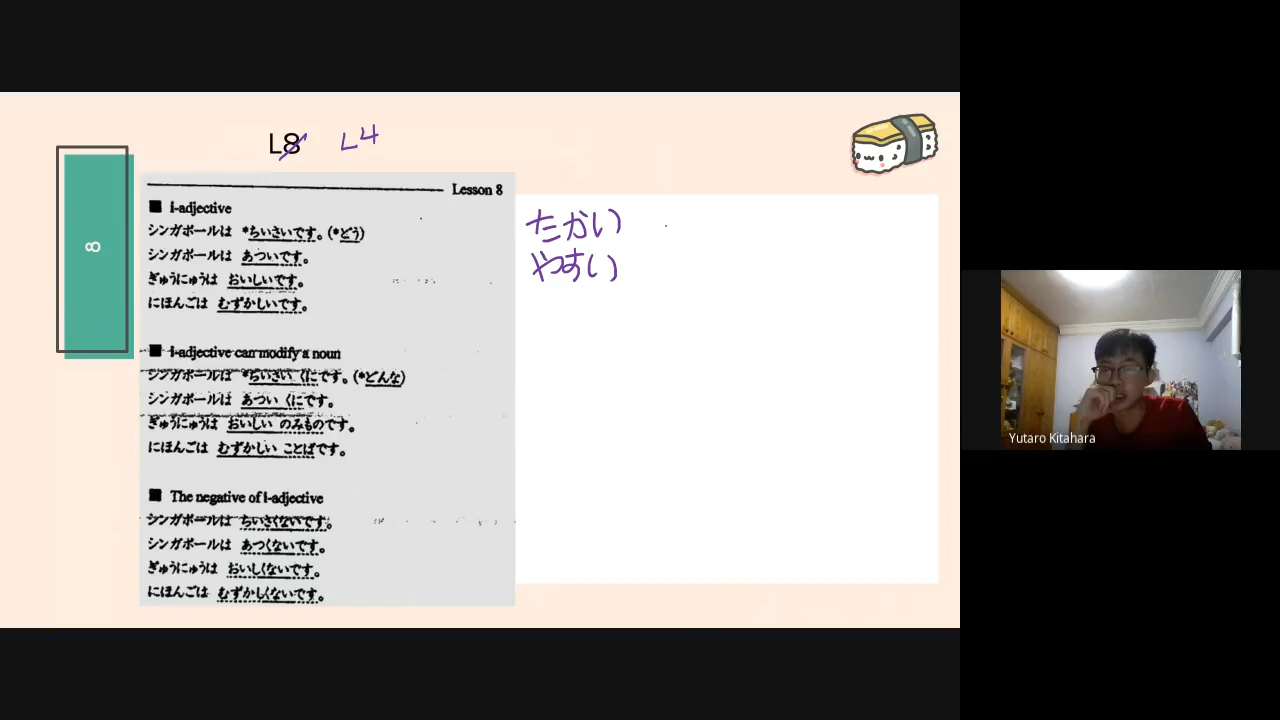 L8 L4
8
Lesson 8
■ i-adjective
シンガポールは *ちいさいです。(*どう)
シンガポールは あついです。
ぎゅうにゅうは おいしいです。
にほんごは むずかしいです。
■ i-adjective can modify a noun
シンガポールは *ちいさい くにです。(*どんな)
シンガポールは あつい くにです。
ぎゅうにゅうは おいしい のみものです。
にほんごは むずかしい ことばです。
■ The negative of i-adjective
シンガポールは ちいさくないです。
シンガポールは あつくないです。
ぎゅうにゅうは おいしくないです。
にほんごは むずかしくないです。
たかい
やすい
Yutaro Kitahara